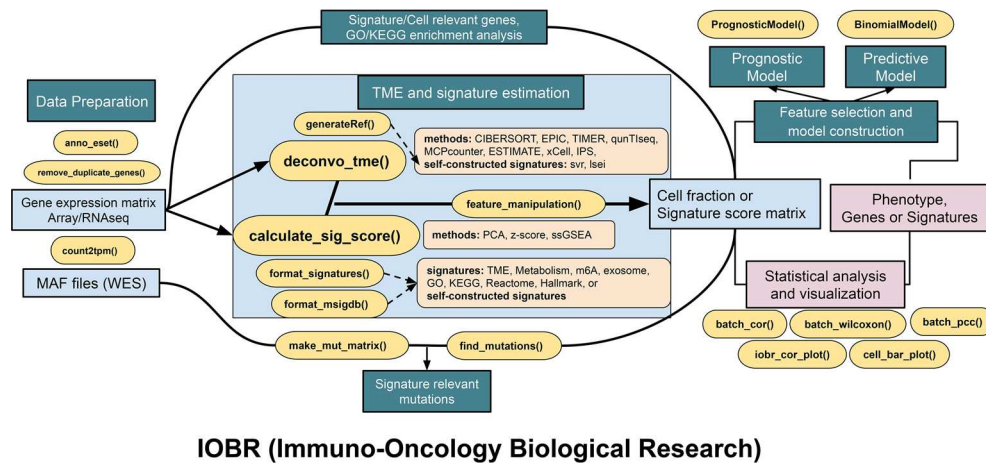 Signature/Cell relevant genes,
GO/KEGG enrichment analysis
PrognosticModel()
BinomialModel()
Prognostic
Model
Predictive
Model
Data Preparation
TME and signature estimation
Feature selection and
model construction
anno_eset()
remove_duplicate_genes()
Gene expression matrix
Array/RNAseq
count2tpm()
MAF files (WES)
generateRef()
deconvo_tme()
methods: CIBERSORT, EPIC, TIMER, qunTIseq,
MCPcounter, ESTIMATE, xCell, IPS,
self-constructed signatures: svr, lsei
feature_manipulation()
calculate_sig_score()
methods: PCA, z-score, ssGSEA
format_signatures()
format_msigdb()
signatures: TME, Metabolism, m6A, exosome,
GO, KEGG, Reactome, Hallmark, or
self-constructed signatures
Cell fraction or
Signature score matrix
Phenotype,
Genes or Signatures
Statistical analysis
and visualization
batch_cor()
batch_wilcoxon()
batch_pcc()
iobr_cor_plot()
cell_bar_plot()
make_mut_matrix()
find_mutations()
Signature relevant
mutations
IOBR (Immuno-Oncology Biological Research)